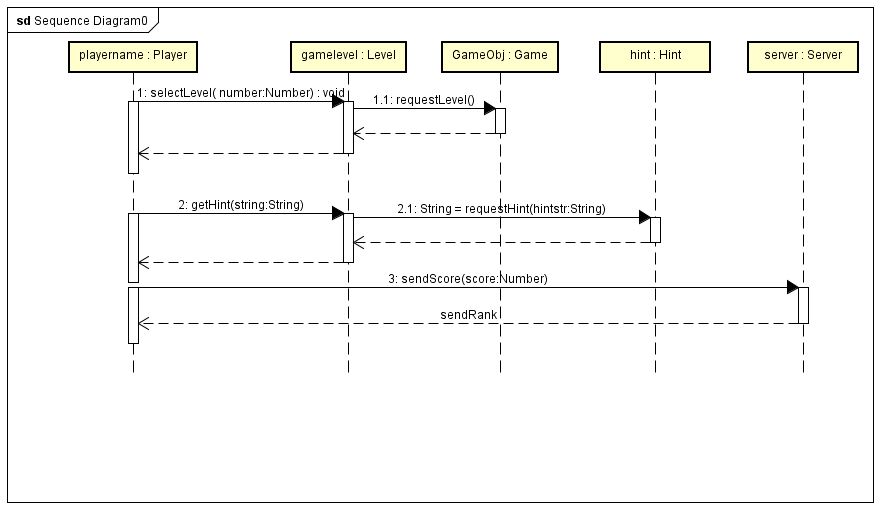 sd Sequence Diagram0
playername : Player
gamelevel : Level
GameObj : Game
hint : Hint
server : Server
1: selectLevel( number:Number) : void
1.1: requestLevel()
2: getHint(string:String)
2.1: String = requestHint(hintstr:String)
3: sendScore(score:Number)
sendRank